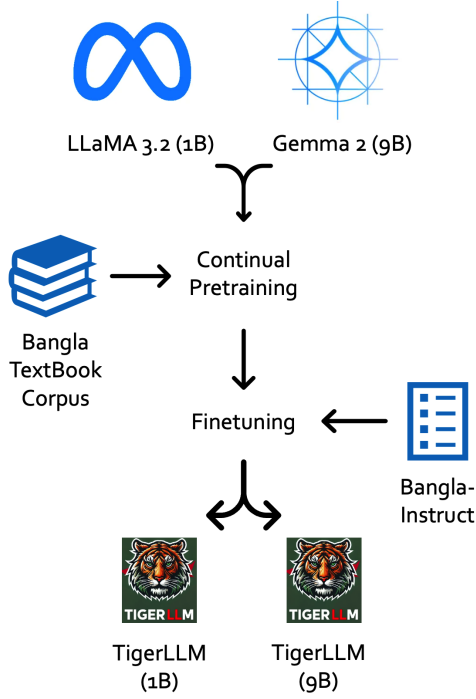 LLaMA 3.2 (1B)
Gemma 2 (9B)
Continual
Pretraining
Bangla
TextBook
Corpus
Finetuning
Bangla-
Instruct
TIGERLLM
TIGERLLM
TigerLLM
(1B)
TigerLLM
(9B)